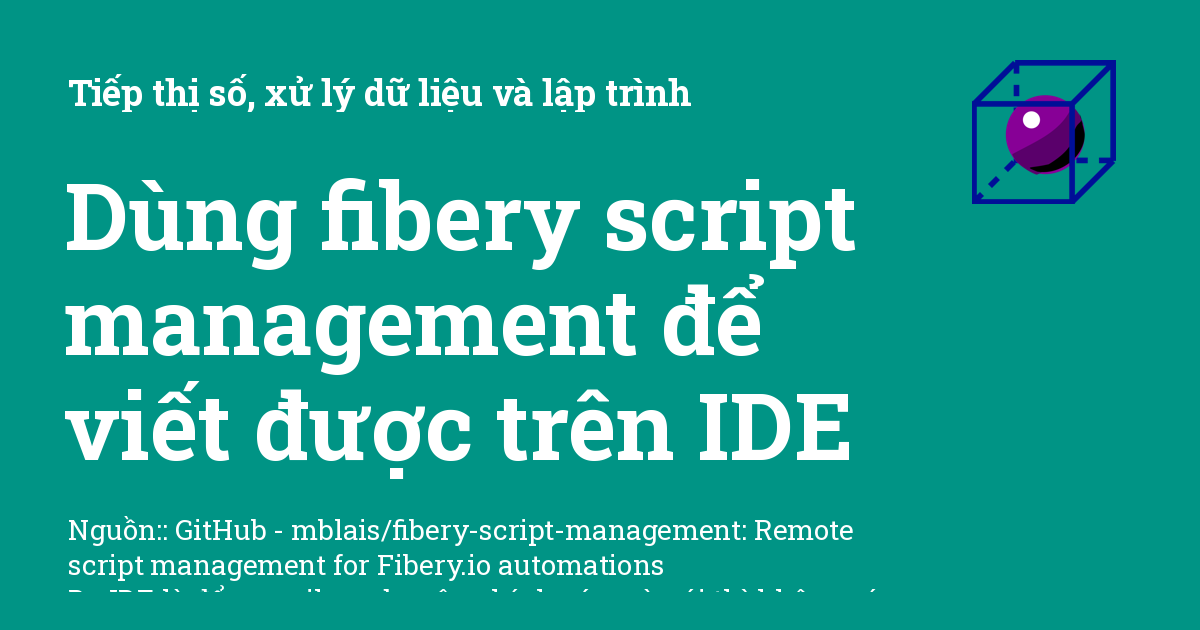 Tiếp thị số, xử lý dữ liệu và lập trình
Dùng fibery script
management để
viết được trên IDE
Nguồn:: GitHub - mblais/fibery-script-management: Remote
script management for Fibery.io automations